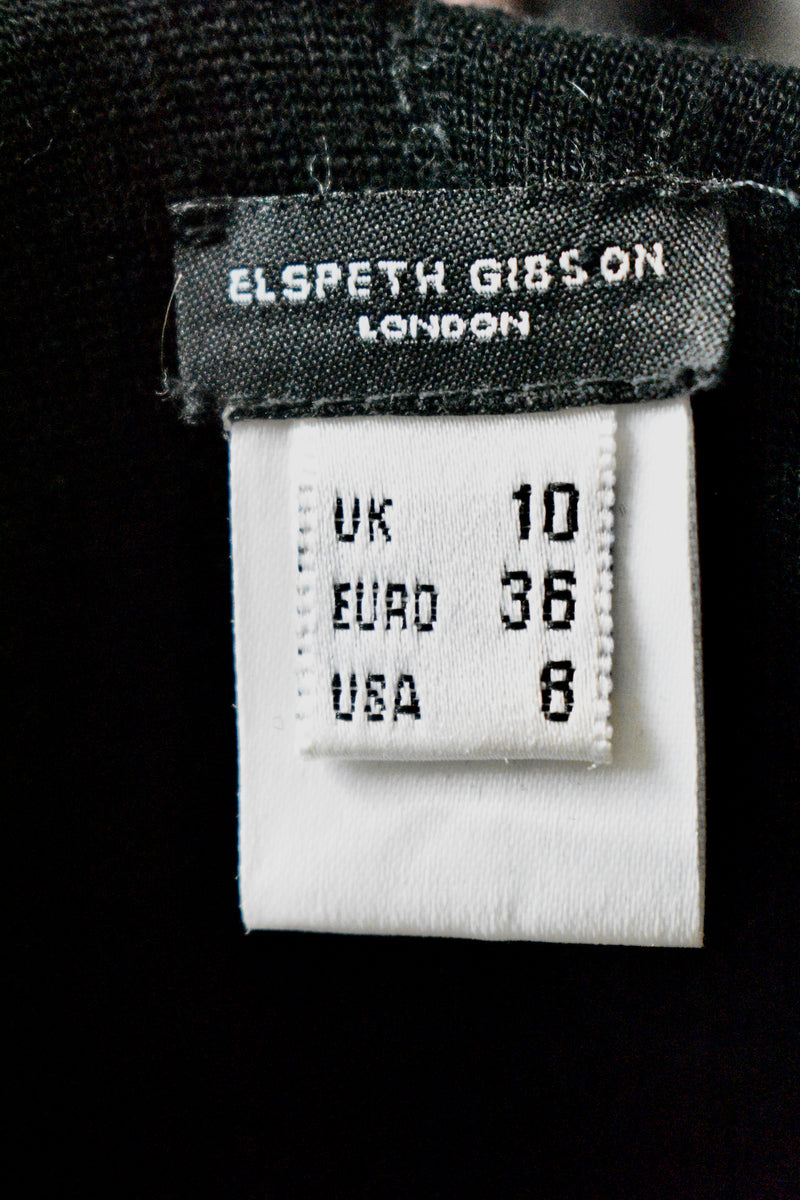 ELSPETH GIBSON
LONDON
UK 10
EURO 36
USA 8